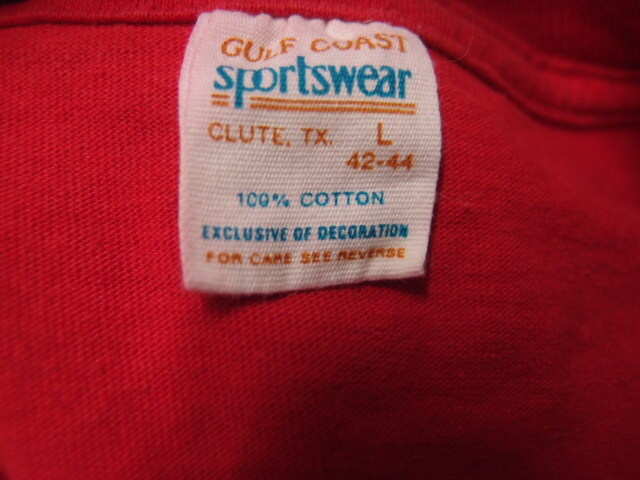 GULF COAST
sportswear
CLUTE, TX. L
42-44
100% COTTON
EXCLUSIVE OF DECORATION
FOR CARE SEE REVERSE